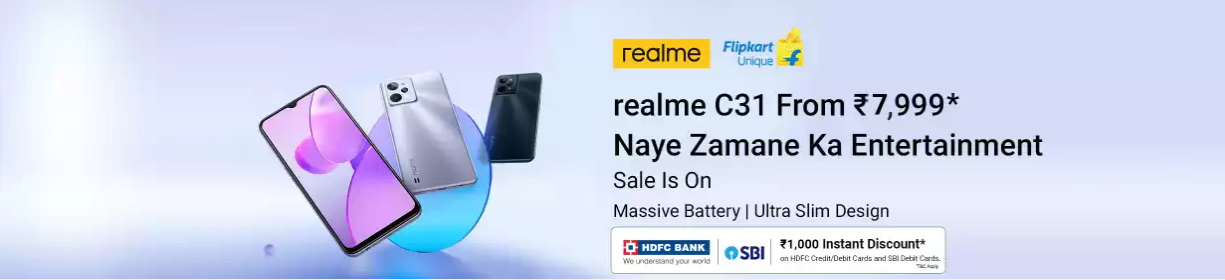 realme
Flipkart
Unique
realme C31 From ₹7,999*
Naye Zamane Ka Entertainment
Sale Is On
Massive Battery | Ultra Slim Design
HDFC BANK
We understand your world
SBI
₹1,000 Instant Discount*
on HDFC Credit/Debit Cards and SBI Debit Cards.
*T&C Apply
realme